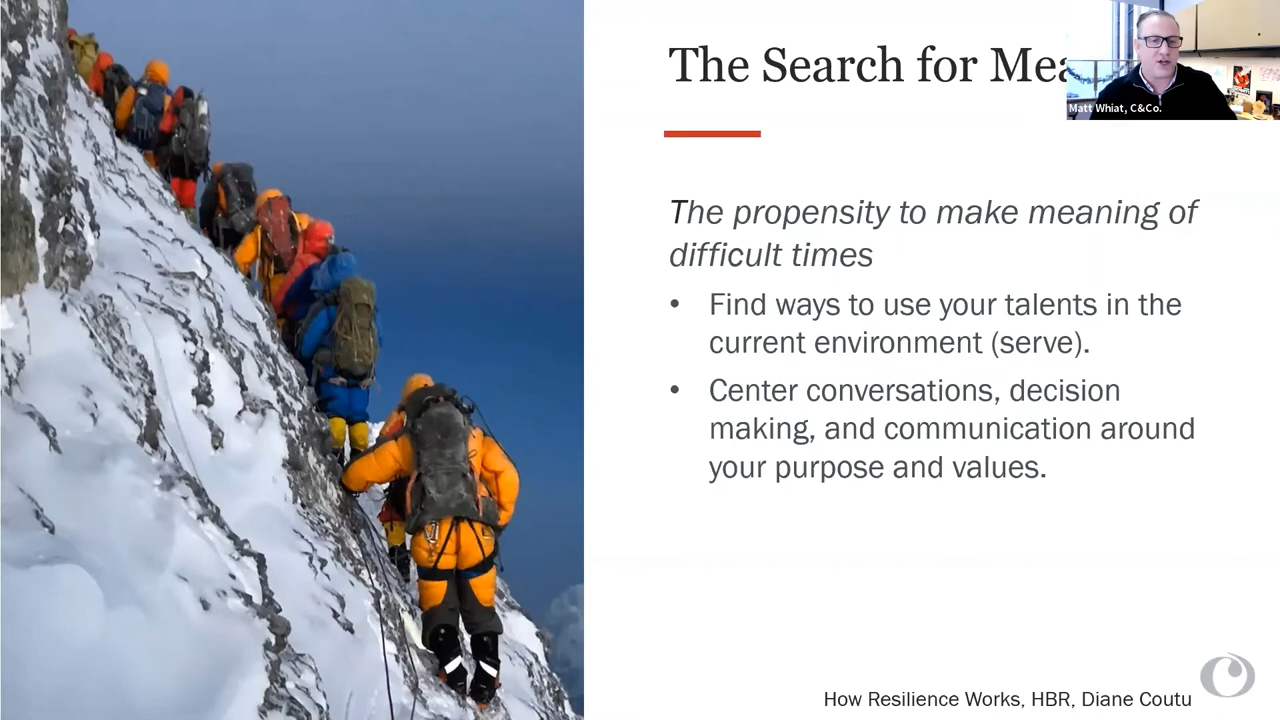 The Search for Mea
Matt Whiat, C&Co.
The propensity to make meaning of
difficult times
• Find ways to use your talents in the
current environment (serve).
• Center conversations, decision
making, and communication around
your purpose and values.
How Resilience Works, HBR, Diane Coutu